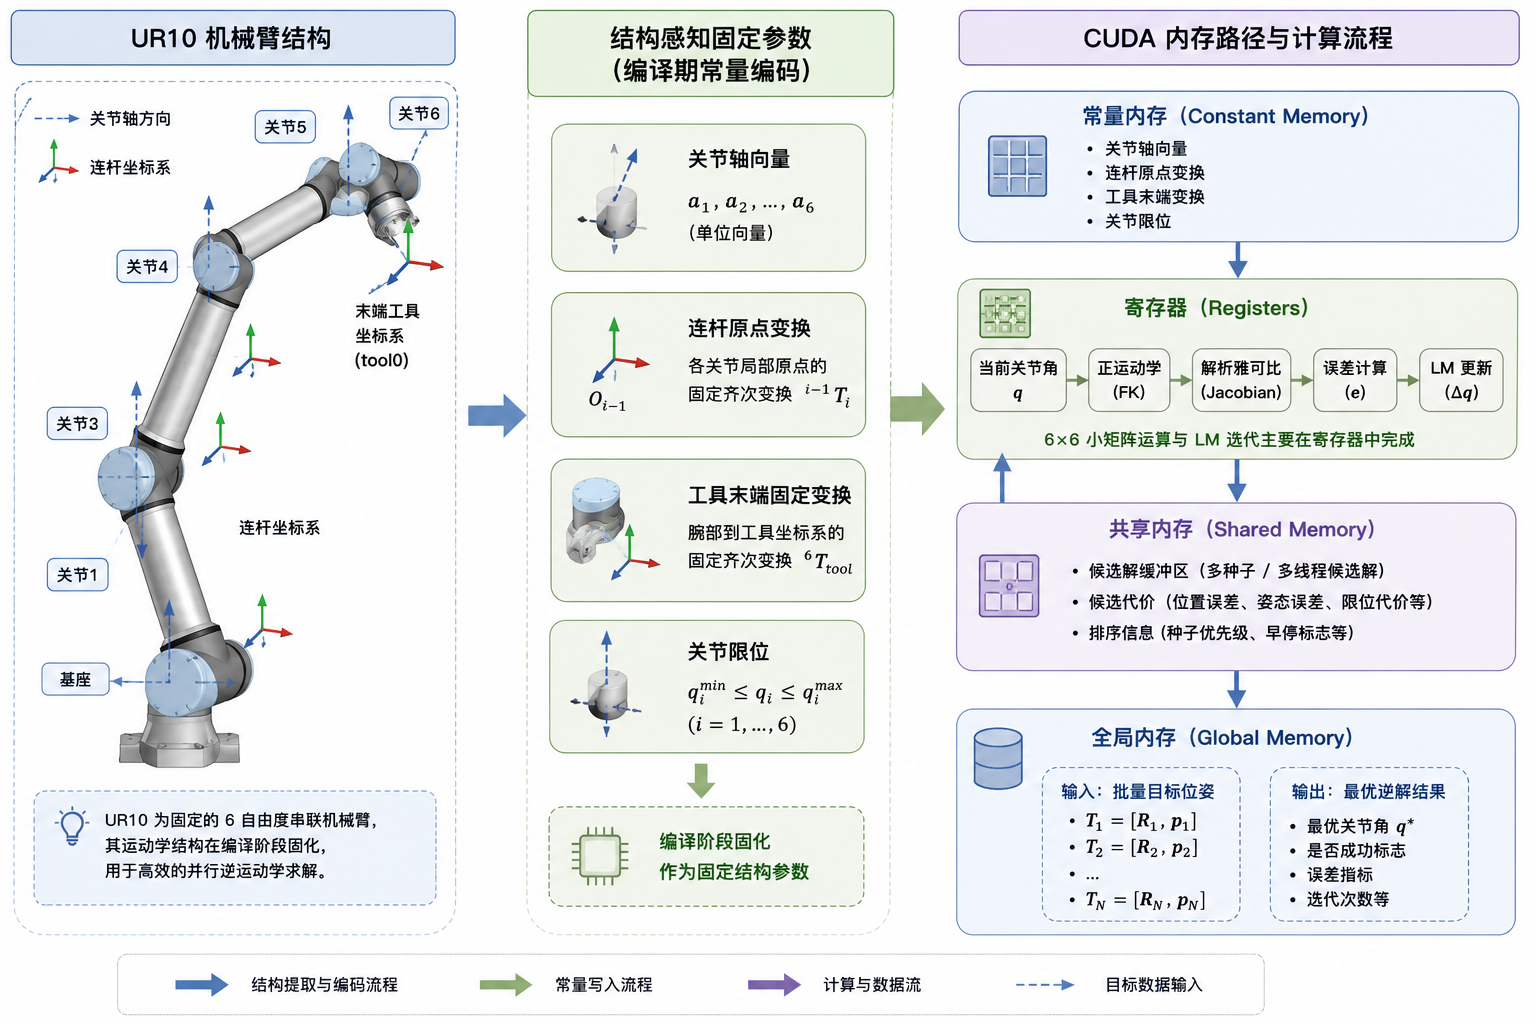 UR10 机械臂结构
关节轴方向
连杆坐标系
关节5
关节6
关节4
末端工具
坐标系
(tool0)
关节3
连杆坐标系
关节1
基座
UR10 为固定的 6 自由度串联机械臂，
其运动学结构在编译阶段固化，
用于高效的并行逆运动学求解。
结构感知固定参数
（编译期常量编码）
关节轴向量
a₁, a₂, ..., a₆
(单位向量)
连杆原点变换
各关节局部原点的
固定齐次变换 ⁱ⁻¹Tᵢ
Oᵢ₋₁
工具末端固定变换
腕部到工具坐标系的
固定齐次变换 ⁶T_tool
关节限位
qᵢ^min ≤ qᵢ ≤ qᵢ^max
(i = 1, ..., 6)
编译阶段固化
作为固定结构参数
CUDA 内存路径与计算流程
常量内存（Constant Memory）
• 关节轴向量
• 连杆原点变换
• 工具末端变换
• 关节限位
寄存器（Registers）
当前关节角
q
正运动学
(FK)
解析雅可比
(Jacobian)
误差计算
(e)
LM 更新
(Δq)
6×6 小矩阵运算与 LM 迭代主要在寄存器中完成
共享内存（Shared Memory）
• 候选解缓冲区（多种子 / 多线程候选解）
• 候选代价（位置误差、姿态误差、限位代价等）
• 排序信息 (种子优先级、早停标志等)
全局内存（Global Memory）
输入：批量目标位姿
• T₁ = [R₁, p₁]
• T₂ = [R₂, p₂]
• ...
• T_N = [R_N, p_N]
输出：最优逆解结果
• 最优关节角 q*
• 是否成功标志
• 误差指标
• 迭代次数等
结构提取与编码流程
常量写入流程
计算与数据流
目标数据输入